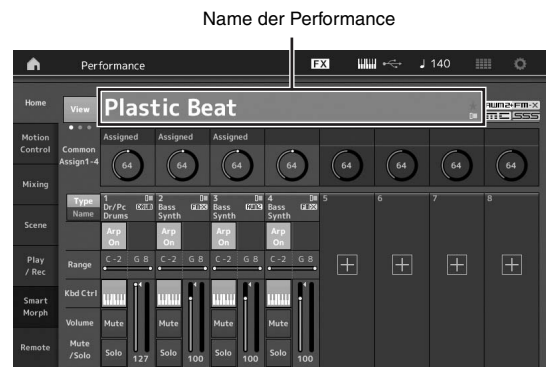 Name der Performance
Performance FX 140
Home View Plastic Beat AWM2+FM-X
Motion Control Common Assign1-4 Assigned Assigned Assigned
64 64 64 64 64 64 64 64
Mixing
Type Name 1 Dr/Pc Drums 2 Bass Synth 3 Bass Synth 4 Bass Synth 5 6 7 8
Scene Arp On Arp On Arp On Arp On
Play / Rec Range C -2 G 8 C -2 G 8 C -2 G 8 C -2 G 8
Smart Morph Kbd Ctrl
Volume Mute Mute Mute Mute
Remote Mute /Solo Solo 127 Solo 100 Solo 100 Solo 100